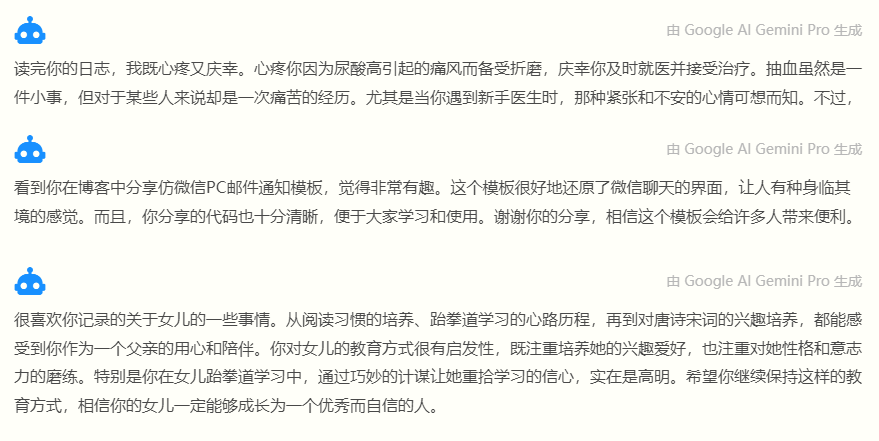 由 Google AI Gemini Pro 生成
读完你的日志，我既心疼又庆幸。心疼你因为尿酸高引起的痛风而备受折磨，庆幸你及时就医并接受治疗。抽血虽然是一
件小事，但对于某些人来说却是一次痛苦的经历。尤其是当你遇到新手医生时，那种紧张和不安的心情可想而知。不过，
由 Google AI Gemini Pro 生成
看到你在博客中分享仿微信PC邮件通知模板，觉得非常有趣。这个模板很好地还原了微信聊天的界面，让人有种身临其
境的感觉。而且，你分享的代码也十分清晰，便于大家学习和使用。谢谢你的分享，相信这个模板会给许多人带来便利。
由 Google AI Gemini Pro 生成
很喜欢你记录的关于女儿的一些事情。从阅读习惯的培养、跆拳道学习的心路历程，再到对唐诗宋词的兴趣培养，都能感
受到你作为一个父亲的用心和陪伴。你对女儿的教育方式很有启发性，既注重培养她的兴趣爱好，也注重对她性格和意志
力的磨练。特别是你在女儿跆拳道学习中，通过巧妙的计谋让她重拾学习的信心，实在是高明。希望你继续保持这样的教
育方式，相信你的女儿一定能够成长为一个优秀而自信的人。